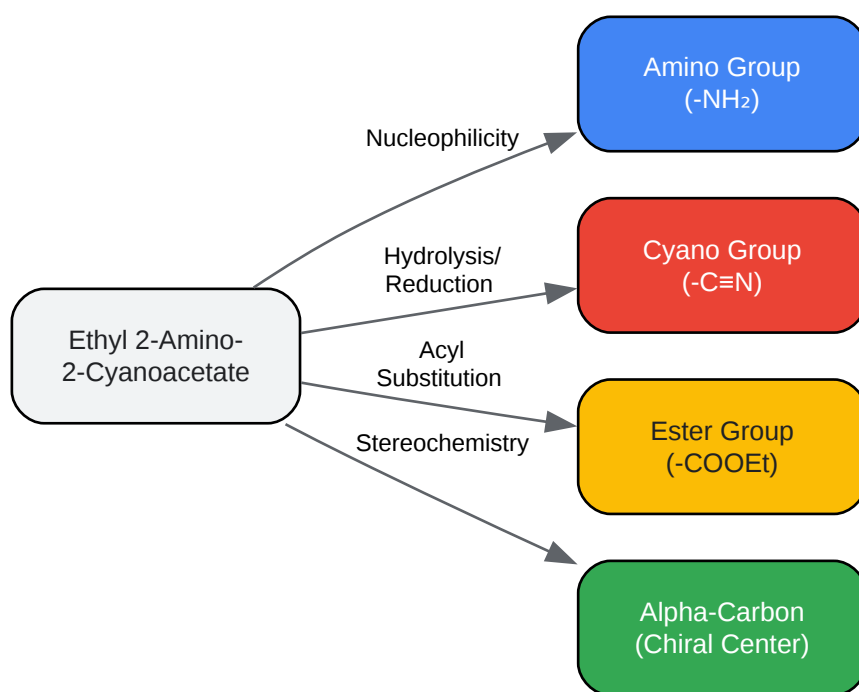 Amino Group
(-NH₂)
Nucleophilicity
Cyano Group
(-C≡N)
Hydrolysis/
Reduction
Ethyl 2-Amino-
2-Cyanoacetate
Acyl
Substitution
Ester Group
(-COOEt)
Stereochemistry
Alpha-Carbon
(Chiral Center)